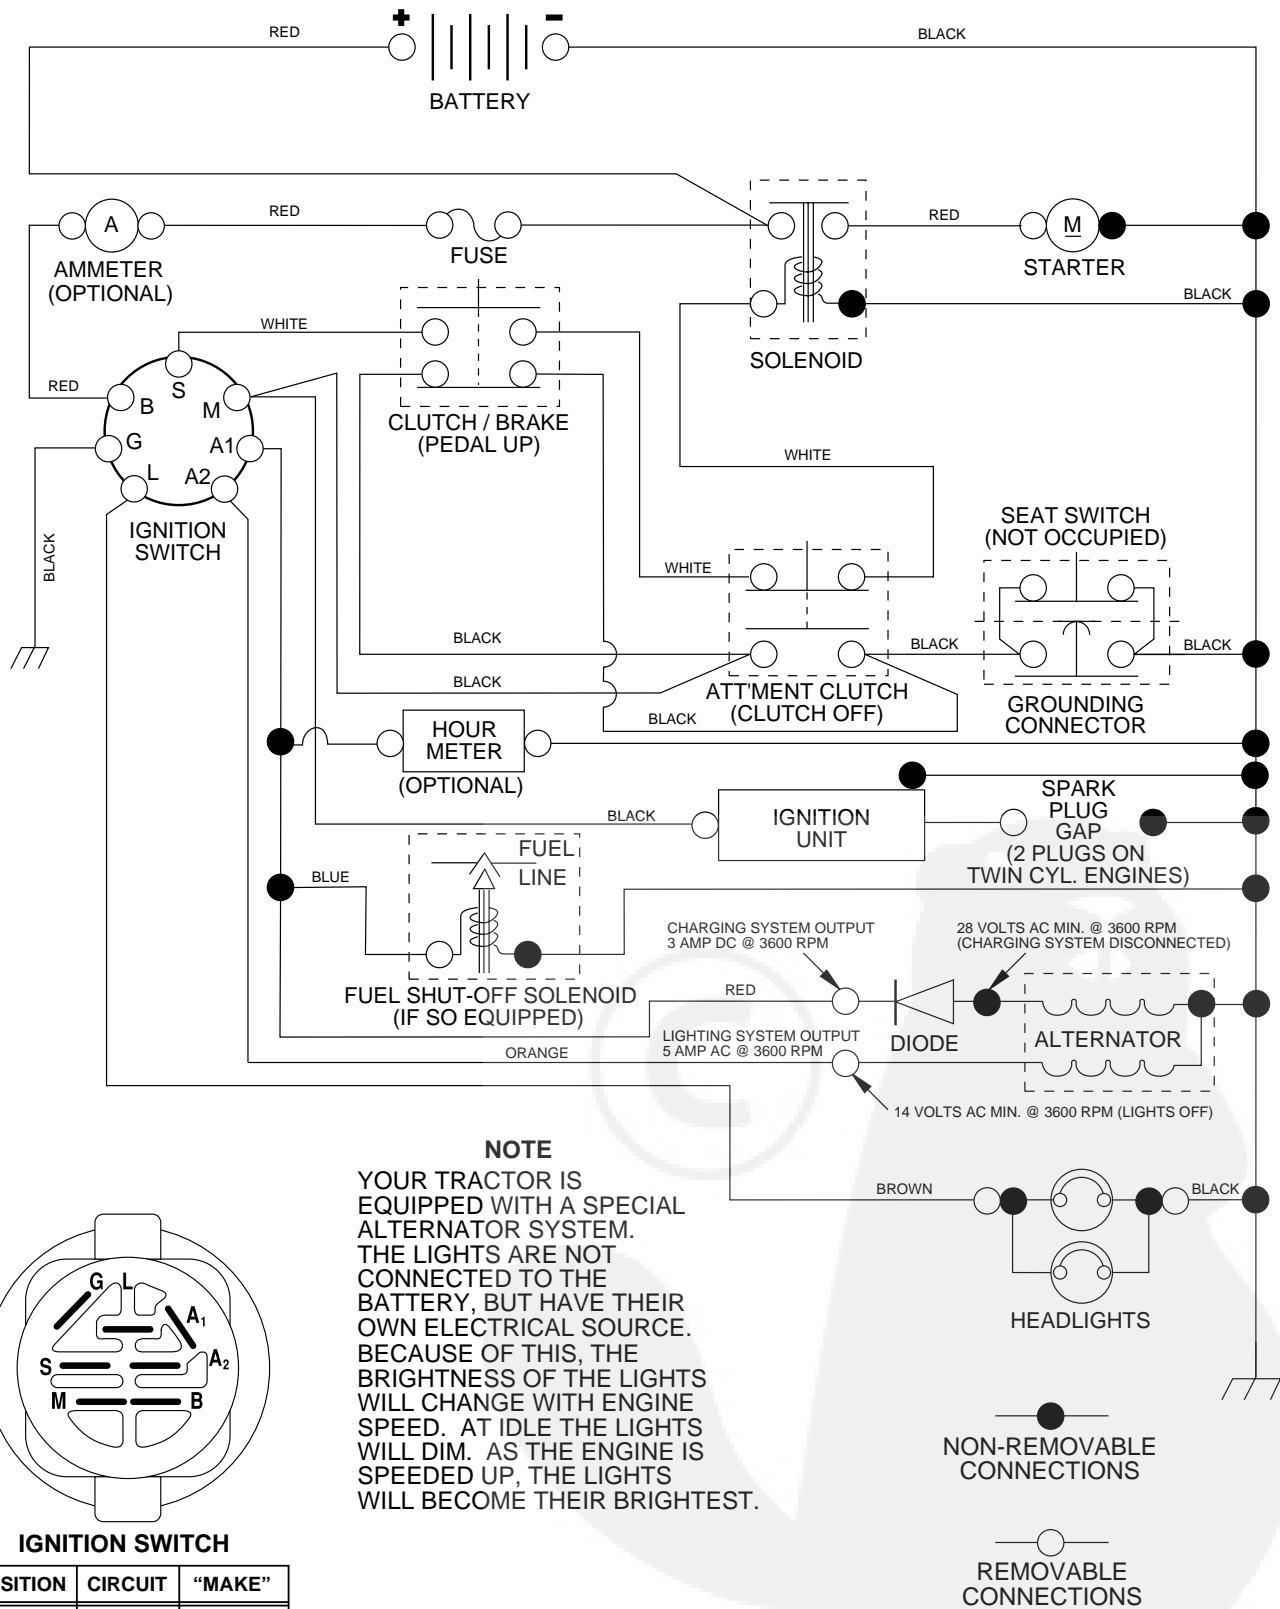 + -
RED
BLACK
BATTERY
RED
RED
A
M
FUSE
AMMETER
(OPTIONAL)
STARTER
BLACK
WHITE
SOLENOID
RED
S
B
M
CLUTCH / BRAKE
(PEDAL UP)
G
A1
WHITE
L
A2
IGNITION
SWITCH
SEAT SWITCH
(NOT OCCUPIED)
BLACK
WHITE
BLACK
BLACK
BLACK
BLACK
ATT'MENT CLUTCH
(CLUTCH OFF)
BLACK
GROUNDING
CONNECTOR
HOUR
METER
(OPTIONAL)
BLACK
IGNITION
UNIT
SPARK
PLUG
GAP
(2 PLUGS ON
TWIN CYL. ENGINES)
FUEL
LINE
BLUE
CHARGING SYSTEM OUTPUT
3 AMP DC @ 3600 RPM
28 VOLTS AC MIN. @ 3600 RPM
(CHARGING SYSTEM DISCONNECTED)
RED
FUEL SHUT-OFF SOLENOID
(IF SO EQUIPPED)
LIGHTING SYSTEM OUTPUT
5 AMP AC @ 3600 RPM
DIODE
ALTERNATOR
ORANGE
14 VOLTS AC MIN. @ 3600 RPM (LIGHTS OFF)
©
NOTE
YOUR TRACTOR IS
EQUIPPED WITH A SPECIAL
ALTERNATOR SYSTEM.
THE LIGHTS ARE NOT
CONNECTED TO THE
BATTERY, BUT HAVE THEIR
OWN ELECTRICAL SOURCE.
BECAUSE OF THIS, THE
BRIGHTNESS OF THE LIGHTS
WILL CHANGE WITH ENGINE
SPEED. AT IDLE THE LIGHTS
WILL DIM. AS THE ENGINE IS
SPEEDED UP, THE LIGHTS
WILL BECOME THEIR BRIGHTEST.
BROWN
BLACK
HEADLIGHTS
G L
A1
S
A2
M
B
IGNITION SWITCH
SITION CIRCUIT “MAKE”
NON-REMOVABLE
CONNECTIONS
REMOVABLE
CONNECTIONS